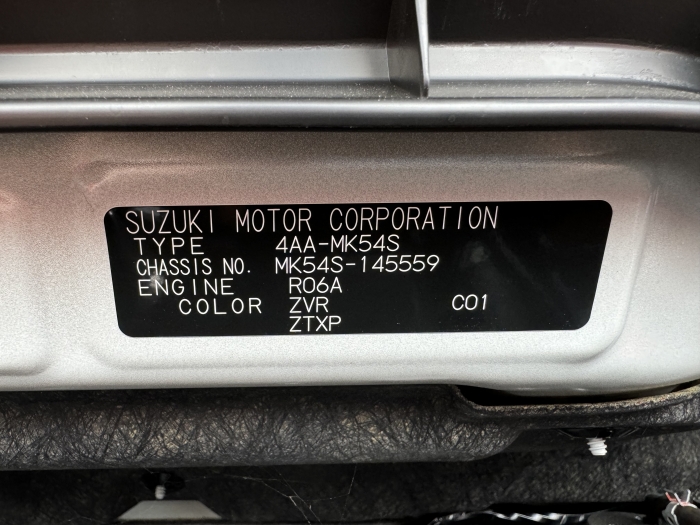 SUZUKI MOTOR CORPORATION
TYPE 4AA-MK54S
CHASSIS NO. MK54S-145559
ENGINE R06A
COLOR ZVR C01
ZTXP